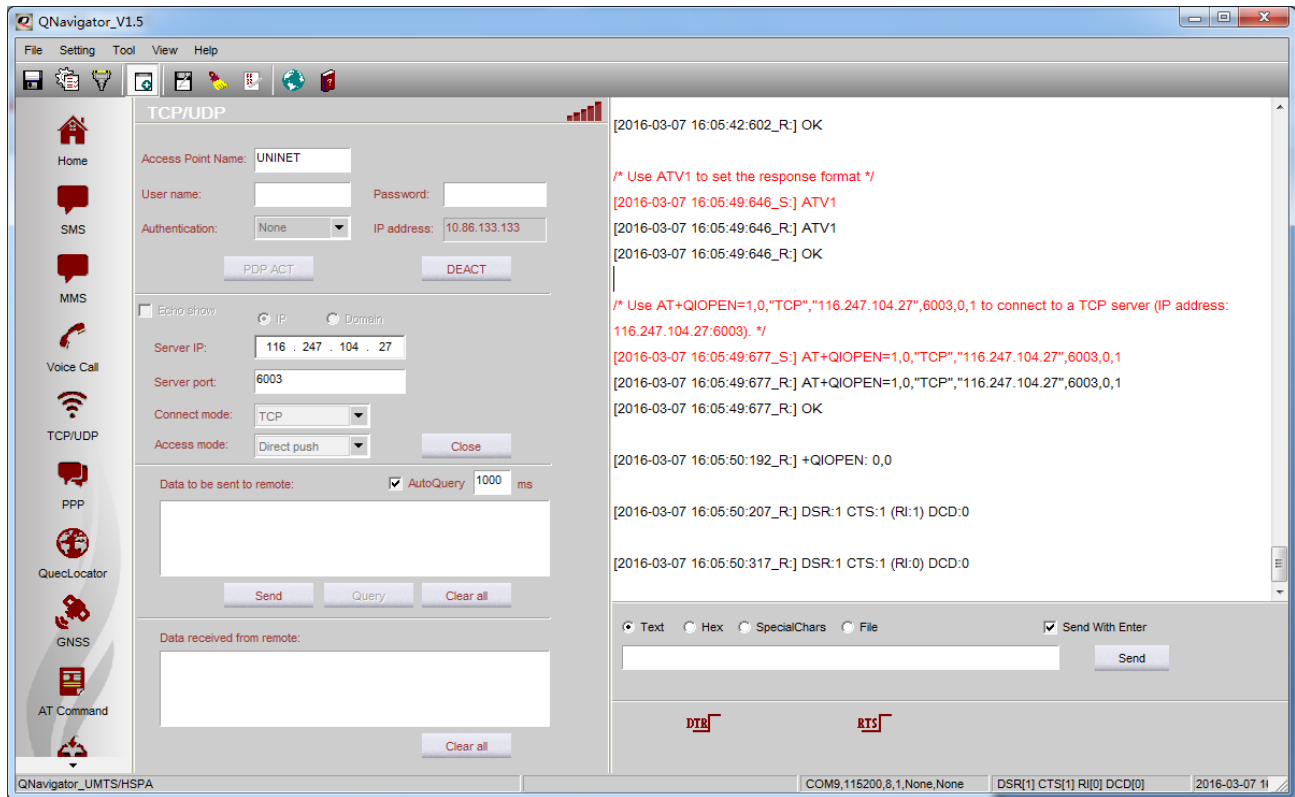 QNavigator_V1.5
File Setting Tool View Help
Home
SMS
MMS
Voice Call
TCP/UDP
PPP
QuecLocator
GNSS
AT Command
TCP/UDP
Access Point Name: UNINET
User name: Password:
Authentication: None IP address: 10.86.133.133
PDP ACT DEACT
Echo show IP Domain
Server IP: 116 . 247 . 104 . 27
Server port: 6003
Connect mode: TCP
Access mode: Direct push Close
Data to be sent to remote: AutoQuery 1000 ms
Send Query Clear all
Data received from remote:
Clear all
[2016-03-07 16:05:42:602_R:] OK
/* Use ATV1 to set the response format */
[2016-03-07 16:05:49:646_S:] ATV1
[2016-03-07 16:05:49:646_R:] ATV1
[2016-03-07 16:05:49:646_R:] OK
/* Use AT+QIOPEN=1,0,"TCP","116.247.104.27",6003,0,1 to connect to a TCP server (IP address:
116.247.104.27:6003). */
[2016-03-07 16:05:49:677_S:] AT+QIOPEN=1,0,"TCP","116.247.104.27",6003,0,1
[2016-03-07 16:05:49:677_R:] AT+QIOPEN=1,0,"TCP","116.247.104.27",6003,0,1
[2016-03-07 16:05:49:677_R:] OK
[2016-03-07 16:05:50:192_R:] +QIOPEN: 0,0
[2016-03-07 16:05:50:207_R:] DSR:1 CTS:1 (RI:1) DCD:0
[2016-03-07 16:05:50:317_R:] DSR:1 CTS:1 (RI:0) DCD:0
Text Hex SpecialChars File Send With Enter
Send
DTR RTS
QNavigator_UMTS/HSPA COM9,115200,8,1,None,None DSR[1] CTS[1] RI[0] DCD[0] 2016-03-07